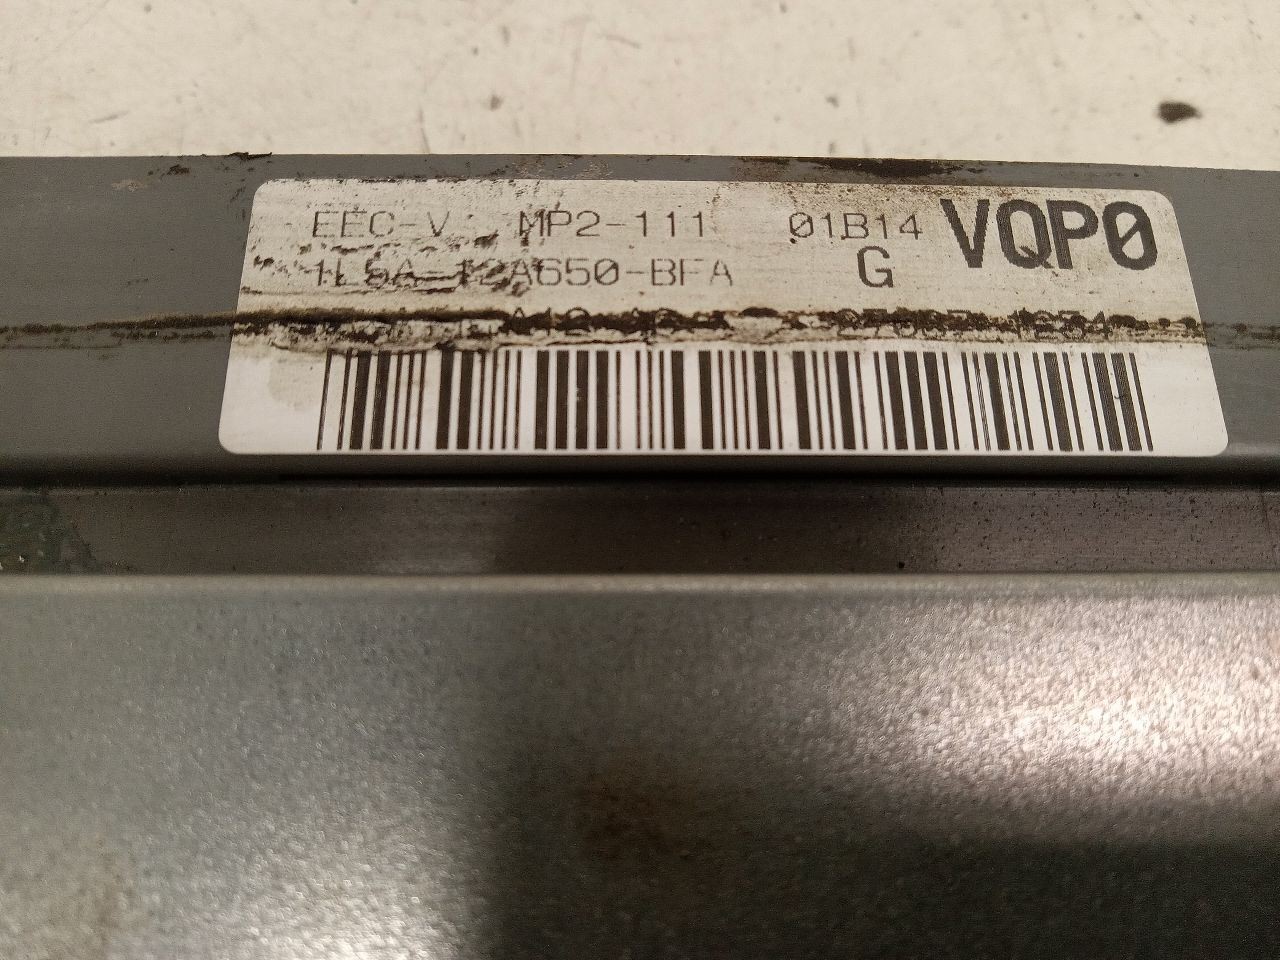 EEC-V MP2-111 01B14 VQP0
1L5A-12A650-BFA G